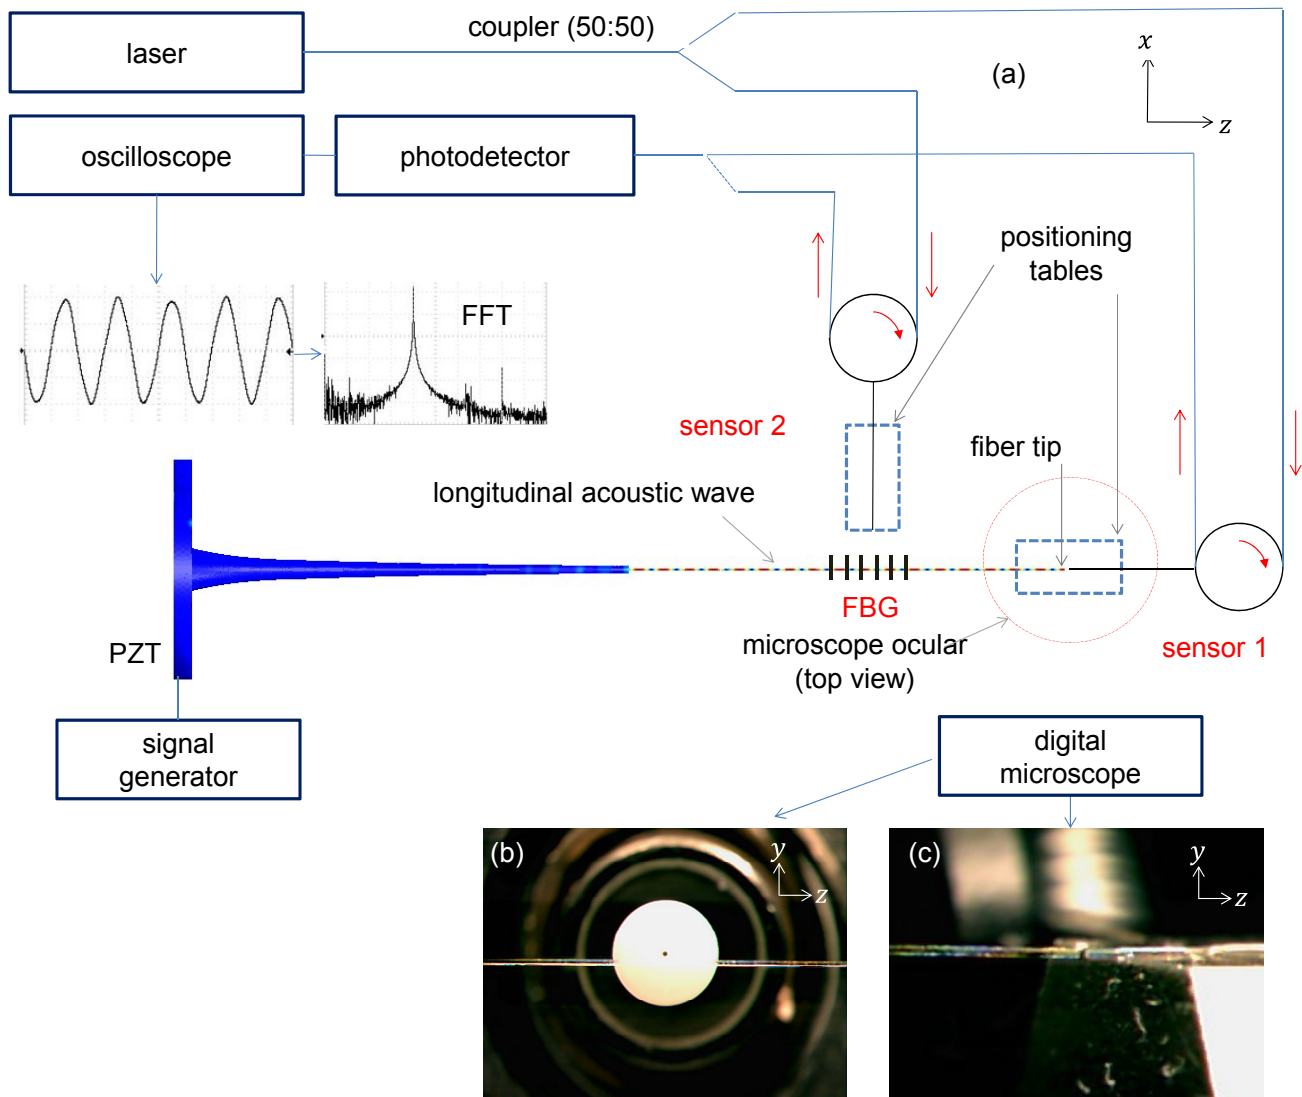 coupler (50:50)
laser
(a)
x
z
oscilloscope
photodetector
positioning
tables
FFT
sensor 2
fiber tip
longitudinal acoustic wave
FBG
PZT
microscope ocular
(top view)
sensor 1
signal
generator
digital
microscope
(b)
y
z
(c)
y
z